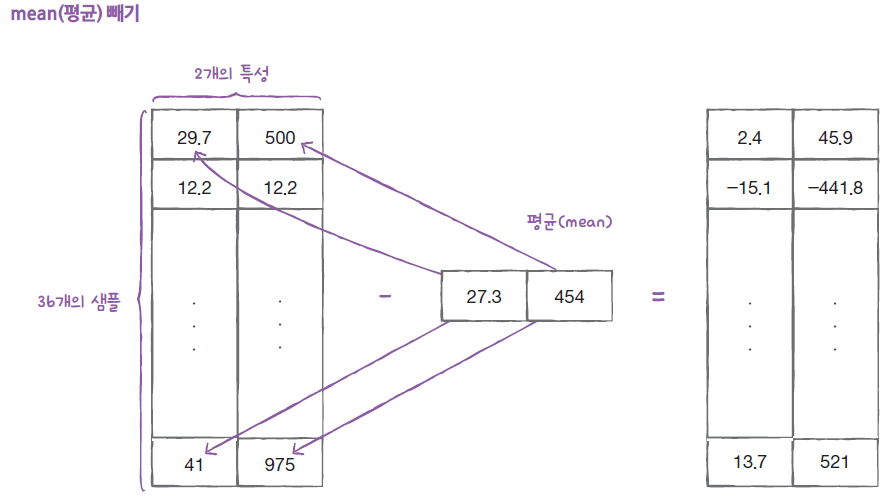 mean(평균) 빼기
2개의 특성
29.7 500 2.4 45.9
12.2 12.2 −15.1 −441.8
평균(mean)
36개의 샘플 − 27.3 454 =
41 975 13.7 521